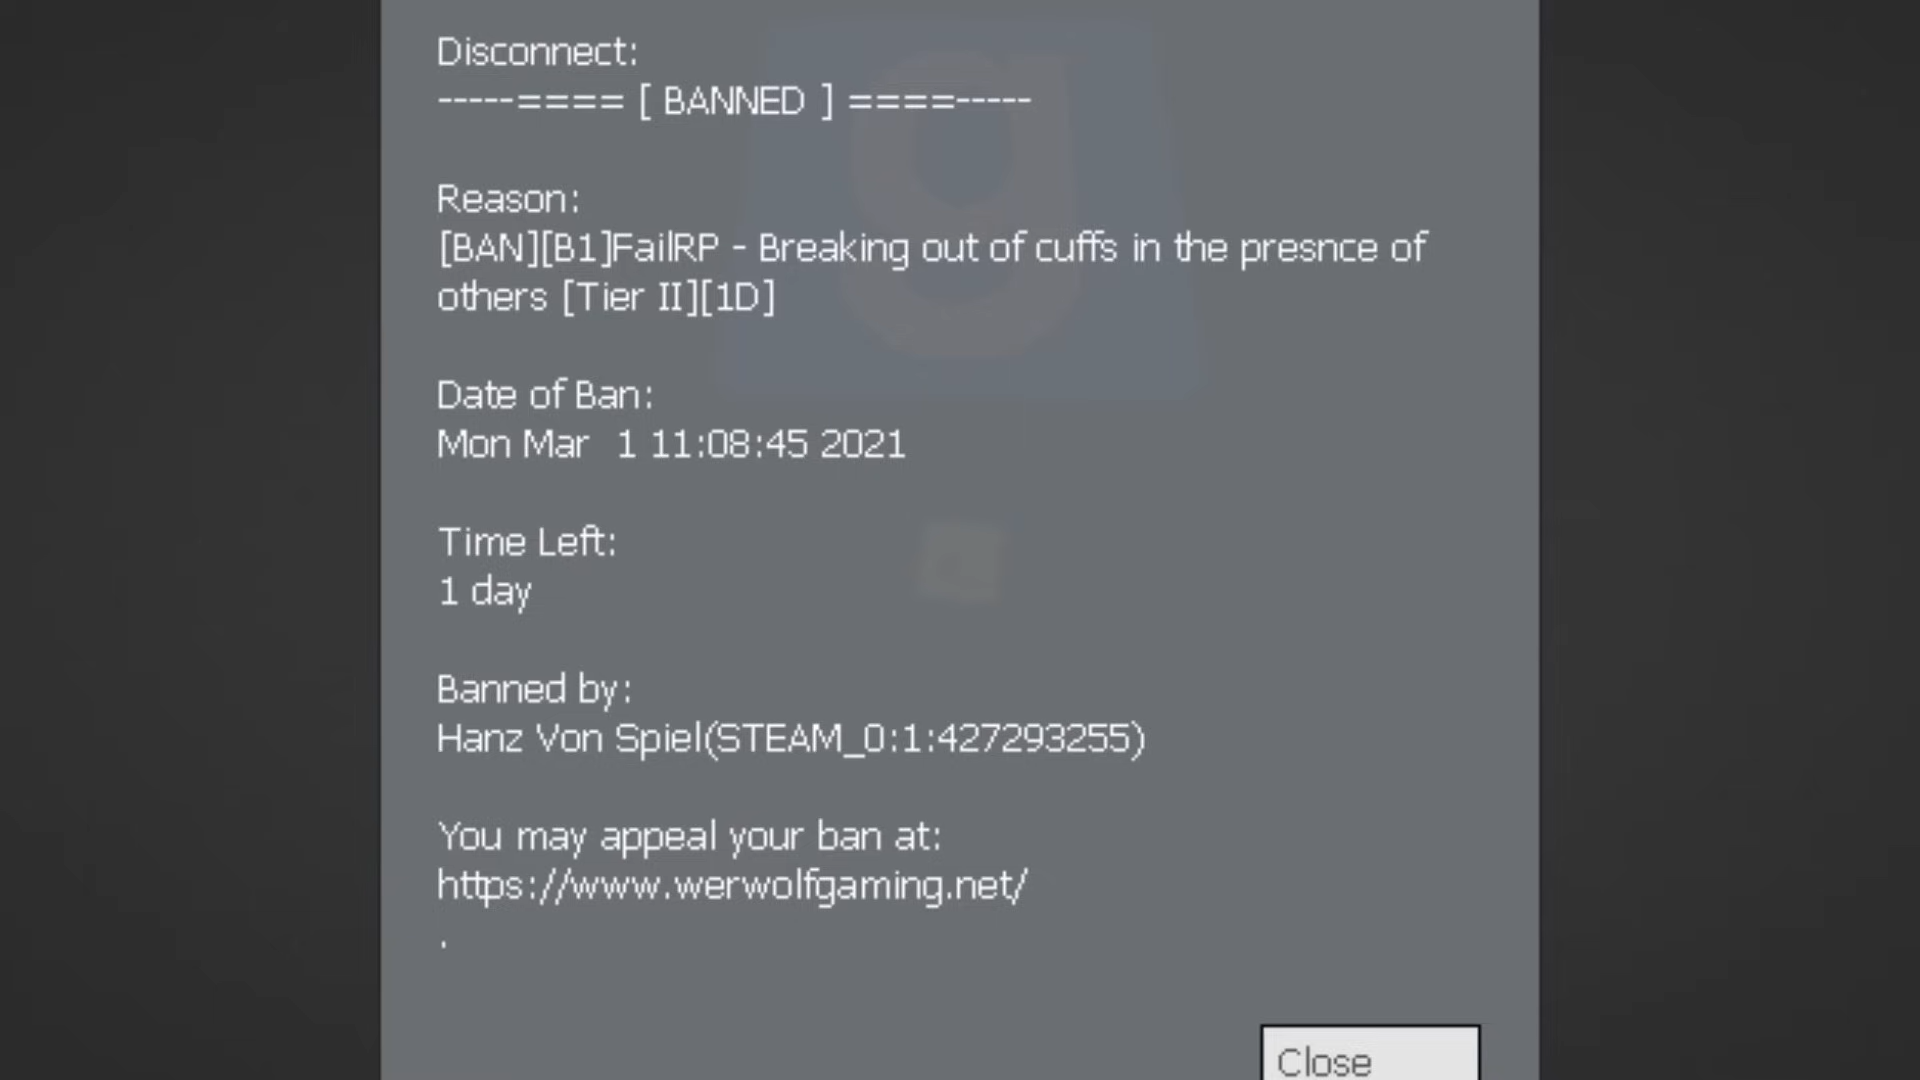 Disconnect:
-----==== [ BANNED ] ====-----
Reason:
[BAN][B1]FailRP - Breaking out of cuffs in the presnce of
others [Tier II][1D]
Date of Ban:
Mon Mar  1 11:08:45 2021
Time Left:
1 day
Banned by:
Hanz Von Spiel(STEAM_0:1:427293255)
You may appeal your ban at:
https://www.werwolfgaming.net/
.
Close